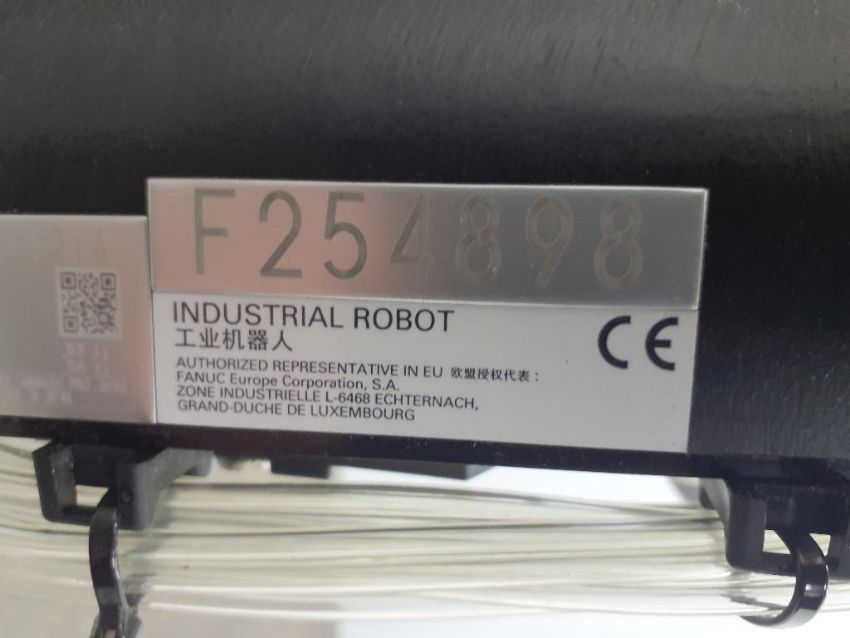 F254898
INDUSTRIAL ROBOT
工业机器人
CE
AUTHORIZED REPRESENTATIVE IN EU 欧盟授权代表：
FANUC Europe Corporation, S.A.
ZONE INDUSTRIELLE L-6468 ECHTERNACH,
GRAND-DUCHE DE LUXEMBOURG